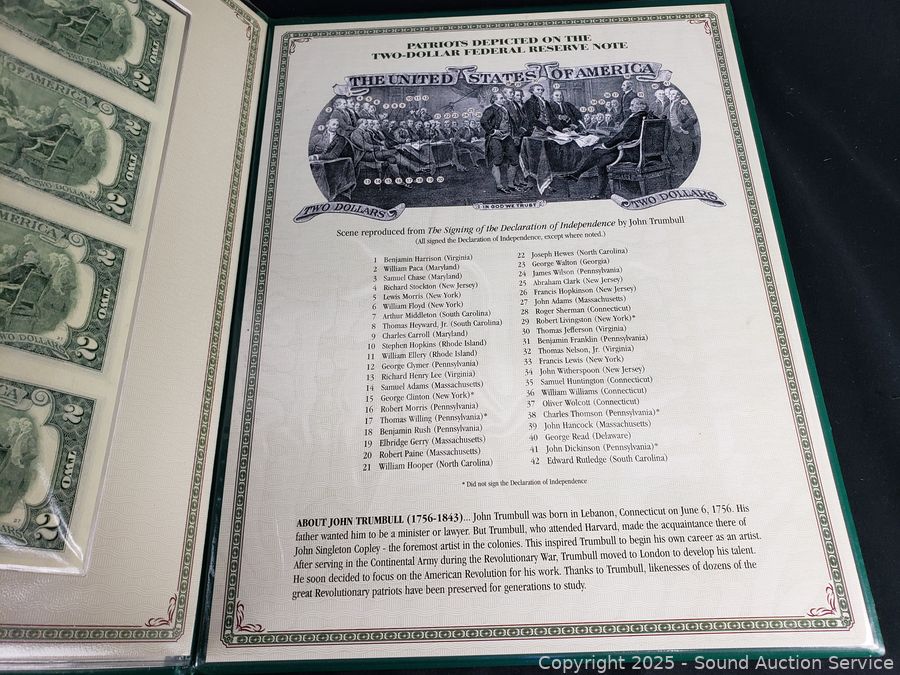 TWO
2
TWO DOLLARS
OF AMERICA
2
TWO
TWO DOLLARS
AMERICA
2
TWO
TWO DOLLARS
2
TWO
PATRIOTS DEPICTED ON THE
TWO-DOLLAR FEDERAL RESERVE NOTE
THE UNITED STATES OF AMERICA
TWO DOLLARS
IN GOD WE TRUST
TWO DOLLARS
Scene reproduced from The Signing of the Declaration of Independence by John Trumbull
(All signed the Declaration of Independence, except where noted.)
1 Benjamin Harrison (Virginia)
2 William Paca (Maryland)
3 Samuel Chase (Maryland)
4 Richard Stockton (New Jersey)
5 Lewis Morris (New York)
6 William Floyd (New York)
7 Arthur Middleton (South Carolina)
8 Thomas Heyward, Jr. (South Carolina)
9 Charles Carroll (Maryland)
10 Stephen Hopkins (Rhode Island)
11 William Ellery (Rhode Island)
12 George Clymer (Pennsylvania)
13 Richard Henry Lee (Virginia)
14 Samuel Adams (Massachusetts)
15 George Clinton (New York)*
16 Robert Morris (Pennsylvania)
17 Thomas Willing (Pennsylvania)*
18 Benjamin Rush (Pennsylvania)
19 Elbridge Gerry (Massachusetts)
20 Robert Paine (Massachusetts)
21 William Hooper (North Carolina)
22 Joseph Hewes (North Carolina)
23 George Walton (Georgia)
24 James Wilson (Pennsylvania)
25 Abraham Clark (New Jersey)
26 Francis Hopkinson (New Jersey)
27 John Adams (Massachusetts)
28 Roger Sherman (Connecticut)
29 Robert Livingston (New York)*
30 Thomas Jefferson (Virginia)
31 Benjamin Franklin (Pennsylvania)
32 Thomas Nelson, Jr. (Virginia)
33 Francis Lewis (New York)
34 John Witherspoon (New Jersey)
35 Samuel Huntington (Connecticut)
36 William Williams (Connecticut)
37 Oliver Wolcott (Connecticut)
38 Charles Thomson (Pennsylvania)*
39 John Hancock (Massachusetts)
40 George Read (Delaware)
41 John Dickinson (Pennsylvania)*
42 Edward Rutledge (South Carolina)
* Did not sign the Declaration of Independence
ABOUT JOHN TRUMBULL (1756-1843)... John Trumbull was born in Lebanon, Connecticut on June 6, 1756. His
father wanted him to be a minister or lawyer. But Trumbull, who attended Harvard, made the acquaintance there of
John Singleton Copley - the foremost artist in the colonies. This inspired Trumbull to begin his own career as an artist.
After serving in the Continental Army during the Revolutionary War, Trumbull moved to London to develop his talent.
He soon decided to focus on the American Revolution for his work. Thanks to Trumbull, likenesses of dozens of the
great Revolutionary patriots have been preserved for generations to study.
Copyright 2025 - Sound Auction Service